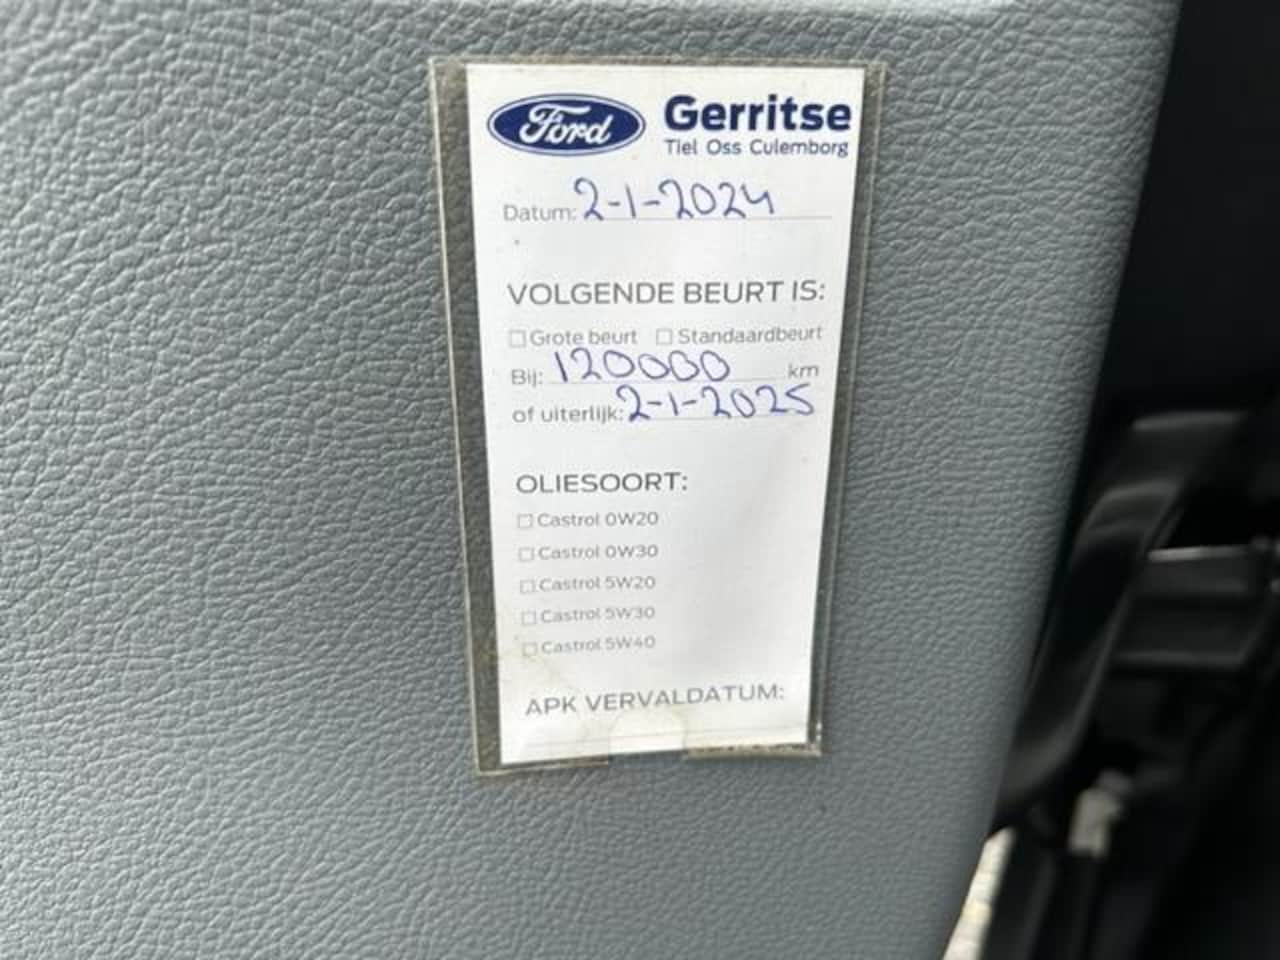 Ford Gerritse
Tiel Oss Culemborg
Datum: 2-1-2024
VOLGENDE BEURT IS:
☐ Grote beurt ☐ Standaardbeurt
Bij: 120000 km
of uiterlijk: 2-1-2025
OLIESOORT:
☐ Castrol 0W20
☐ Castrol 0W30
☐ Castrol 5W20
☐ Castrol 5W30
☐ Castrol 5W40
APK VERVALDATUM: